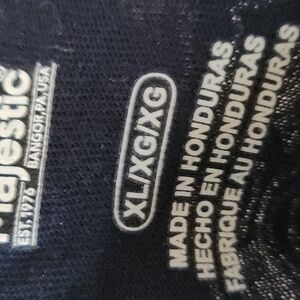 Majestic
EST. 1976 BANGOR, PA, USA
XL/XG/XG
MADE IN HONDURAS
HECHO EN HONDURAS
FABRIQUE AU HONDURAS